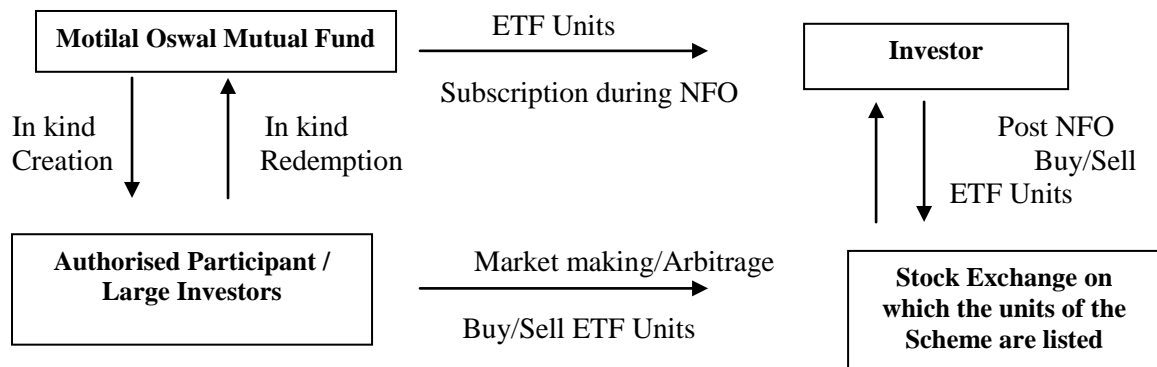 Motilal Oswal Mutual Fund
ETF Units
Subscription during NFO
Investor
In kind
Creation
In kind
Redemption
Post NFO
Buy/Sell
ETF Units
Authorised Participant /
Large Investors
Market making/Arbitrage
Buy/Sell ETF Units
Stock Exchange on
which the units of the
Scheme are listed